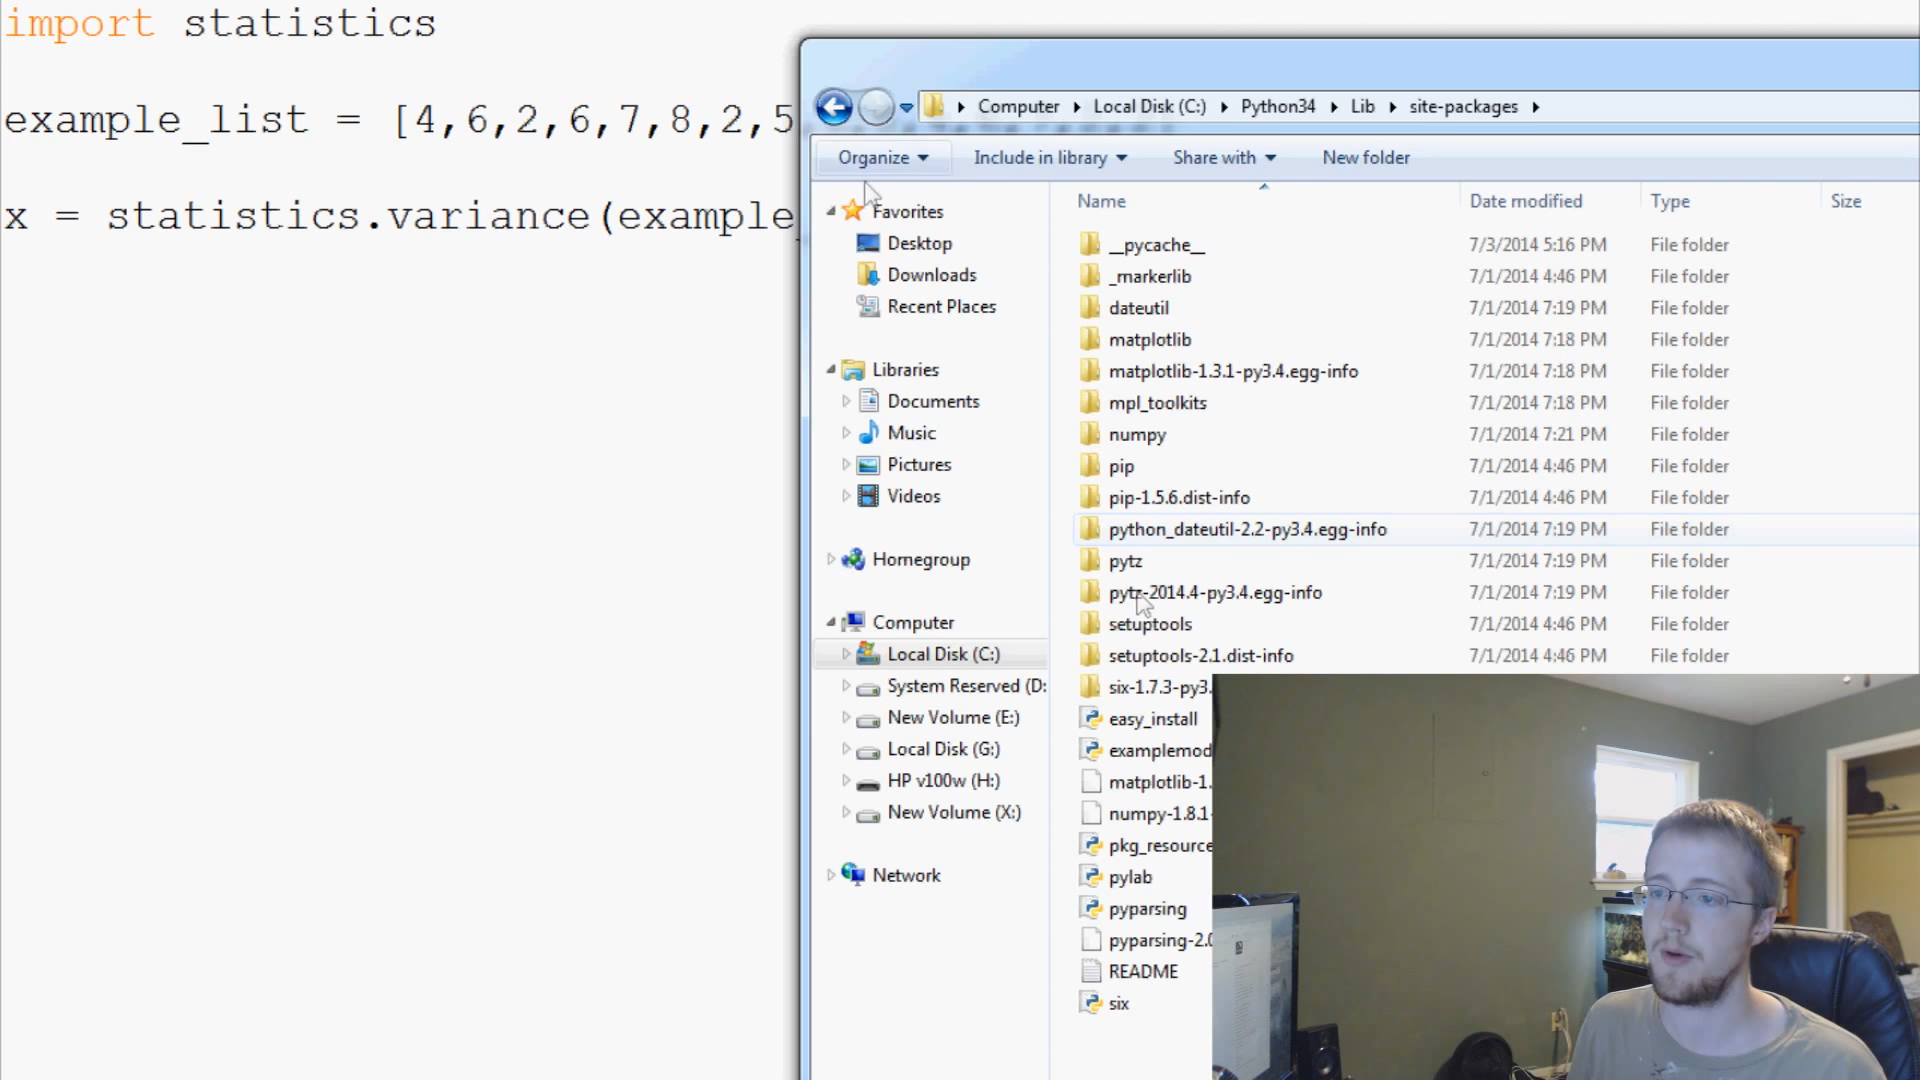 import statistics
example_list = [4,6,2,6,7,8,2,5
x = statistics.variance(example_
Computer Local Disk (C:) Python34 Lib site-packages
Organize Include in library Share with New folder
Name Date modified Type Size
Favorites
Desktop
Downloads
Recent Places
Libraries
Documents
Music
Pictures
Videos
Homegroup
Computer
Local Disk (C:)
System Reserved (D:
New Volume (E:)
Local Disk (G:)
HP v100w (H:)
New Volume (X:)
Network
__pycache__ 7/3/2014 5:16 PM File folder
_markerlib 7/1/2014 4:46 PM File folder
dateutil 7/1/2014 7:19 PM File folder
matplotlib 7/1/2014 7:18 PM File folder
matplotlib-1.3.1-py3.4.egg-info 7/1/2014 7:18 PM File folder
mpl_toolkits 7/1/2014 7:18 PM File folder
numpy 7/1/2014 7:21 PM File folder
pip 7/1/2014 4:46 PM File folder
pip-1.5.6.dist-info 7/1/2014 4:46 PM File folder
python_dateutil-2.2-py3.4.egg-info 7/1/2014 7:19 PM File folder
pytz 7/1/2014 7:19 PM File folder
pytz-2014.4-py3.4.egg-info 7/1/2014 7:19 PM File folder
setuptools 7/1/2014 4:46 PM File folder
setuptools-2.1.dist-info 7/1/2014 4:46 PM File folder
six-1.7.3-py3.
easy_install
examplemod
matplotlib-1.
numpy-1.8.1-
pkg_resource
pylab
pyparsing
pyparsing-2.0
README
six